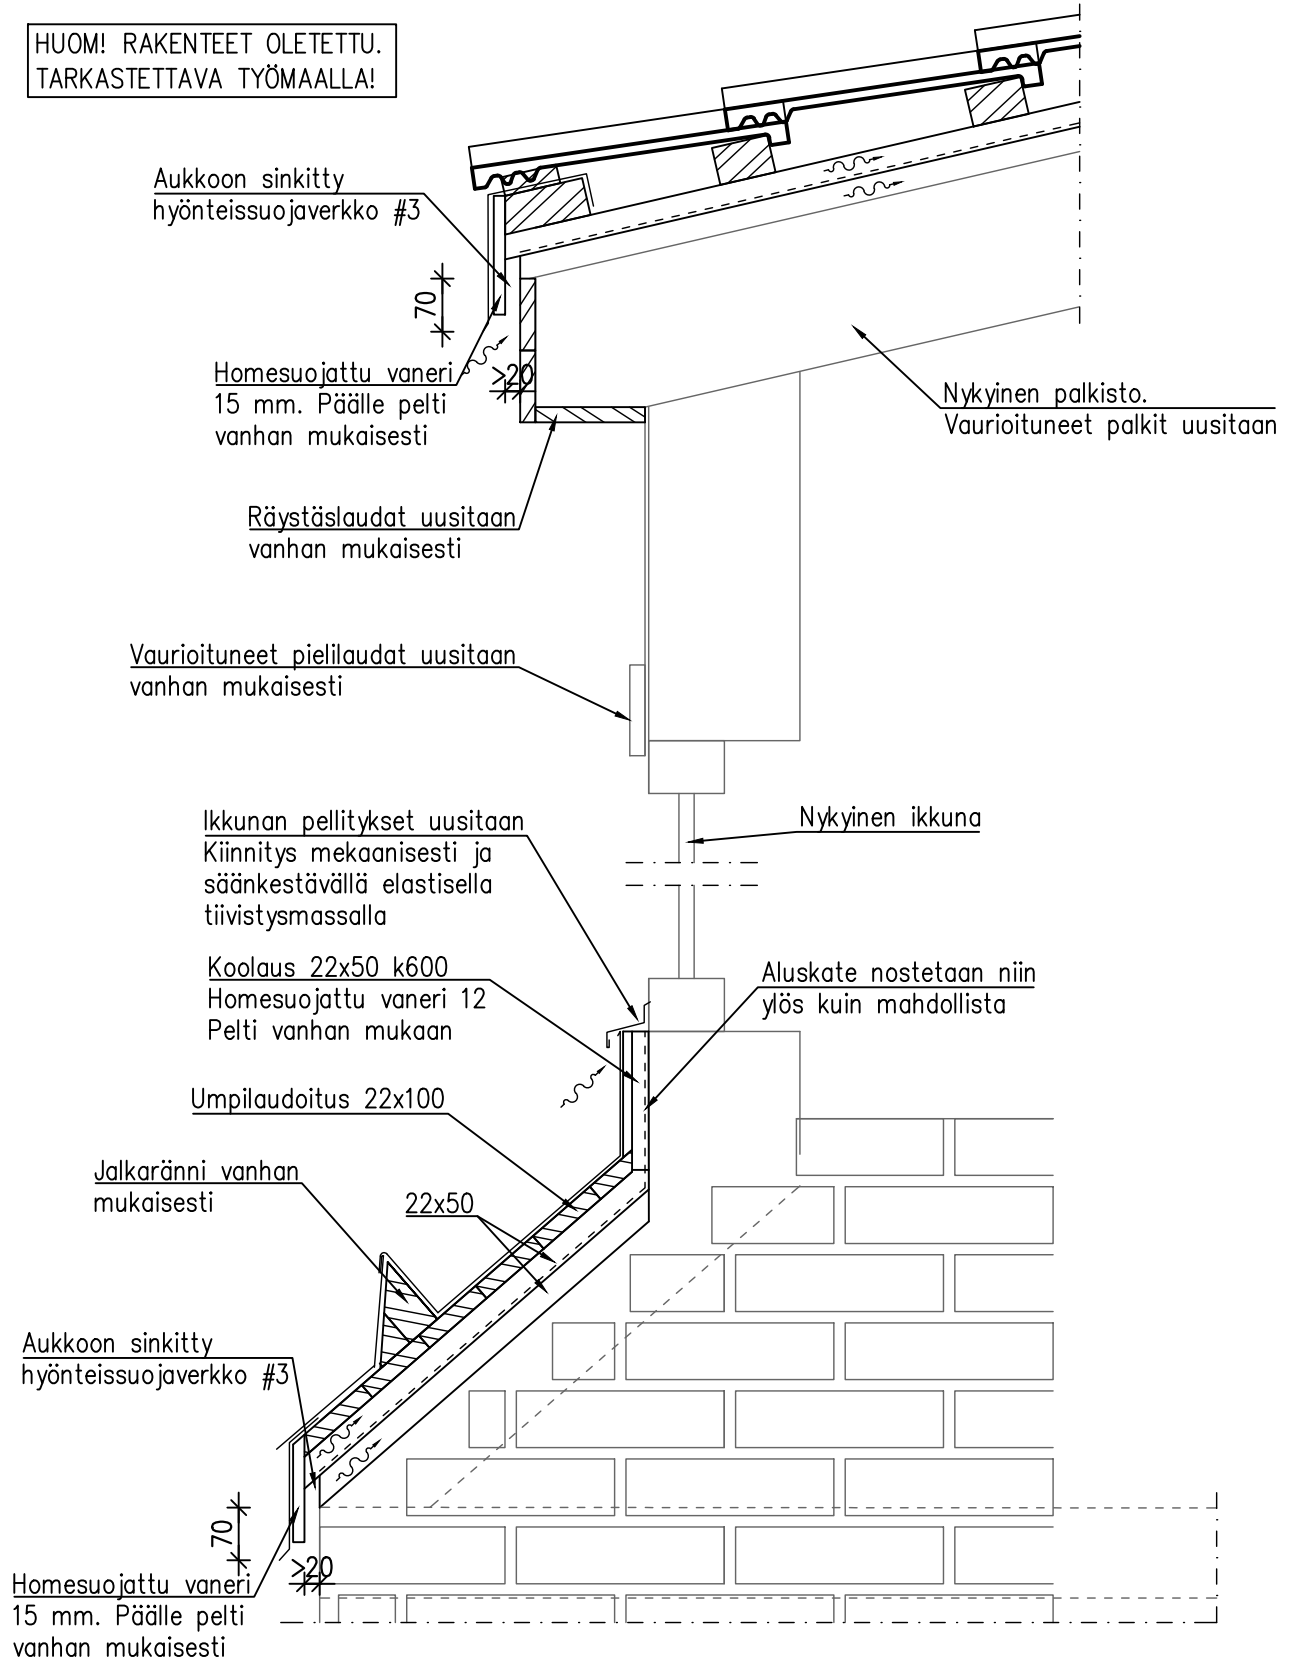 HUOM! RAKENTEET OLETETTU.
TARKASTETTAVA TYÖMAALLA!
Aukkoon sinkitty
hyönteissuojaverkko #3
70
Homesuojattu vaneri
15 mm. Päälle pelti
vanhan mukaisesti
>20
Nykyinen palkisto.
Vaurioituneet palkit uusitaan
Räystäslaudat uusitaan
vanhan mukaisesti
Vaurioituneet pielilaudat uusitaan
vanhan mukaisesti
Ikkunan pellitykset uusitaan
Kiinnitys mekaanisesti ja
säänkestävällä elastisella
tiivistysmassalla
Nykyinen ikkuna
Koolaus 22x50 k600
Homesuojattu vaneri 12
Pelti vanhan mukaan
Aluskate nostetaan niin
ylös kuin mahdollista
Umpilaudoitus 22x100
Jalkaränni vanhan
mukaisesti
22x50
Aukkoon sinkitty
hyönteissuojaverkko #3
70
>20
Homesuojattu vaneri
15 mm. Päälle pelti
vanhan mukaisesti